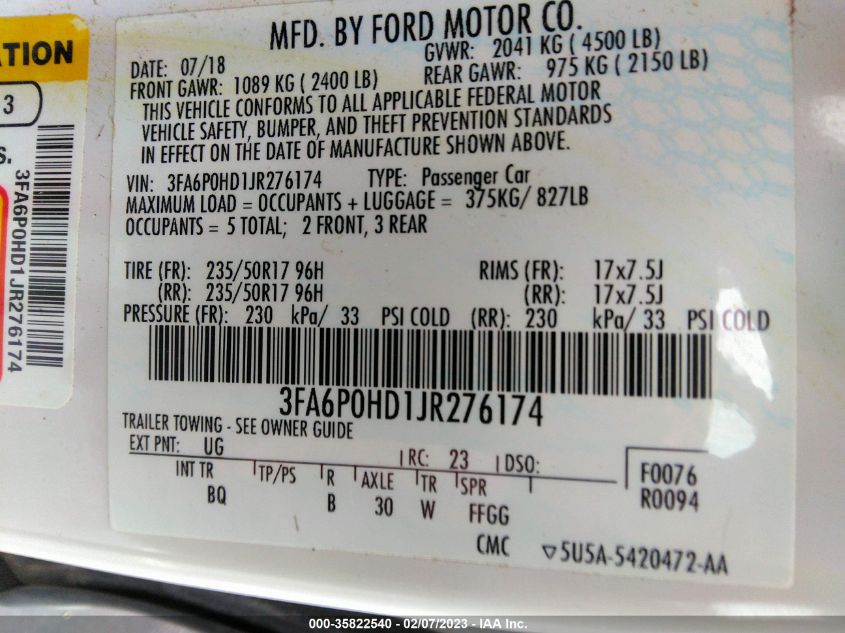 MFD. BY FORD MOTOR CO.
DATE: 07/18 GVWR: 2041 KG ( 4500 LB)
FRONT GAWR: 1089 KG ( 2400 LB) REAR GAWR: 975 KG ( 2150 LB)
THIS VEHICLE CONFORMS TO ALL APPLICABLE FEDERAL MOTOR
VEHICLE SAFETY, BUMPER, AND THEFT PREVENTION STANDARDS
IN EFFECT ON THE DATE OF MANUFACTURE SHOWN ABOVE.
VIN: 3FA6P0HD1JR276174 TYPE: Passenger Car
MAXIMUM LOAD = OCCUPANTS + LUGGAGE = 375KG/ 827LB
OCCUPANTS = 5 TOTAL; 2 FRONT, 3 REAR
TIRE (FR): 235/50R17 96H RIMS (FR): 17x7.5J
(RR): 235/50R17 96H (RR): 17x7.5J
PRESSURE (FR): 230 kPa/ 33 PSI COLD (RR): 230 kPa/ 33 PSI COLD
3FA6P0HD1JR276174
TRAILER TOWING - SEE OWNER GUIDE
EXT PNT: UG RC: 23 DSO:
INT TR TP/PS R AXLE TR SPR
BQ B 30 W FFGG
F0076
R0094
CMC ▽5U5A-5420472-AA
ATION
3
S.
3FA6P0HD1JR276174
000-35822540 - 02/07/2023 - IAA Inc.